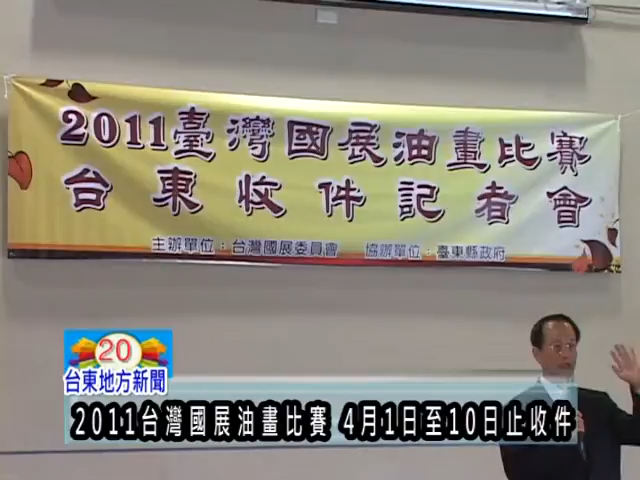 2011臺灣國展油畫比賽
台東收件記者會
主辦單位：台灣國展委員會　協辦單位：臺東縣政府
20
台東地方新聞
2011台灣國展油畫比賽 4月1日至10日止收件